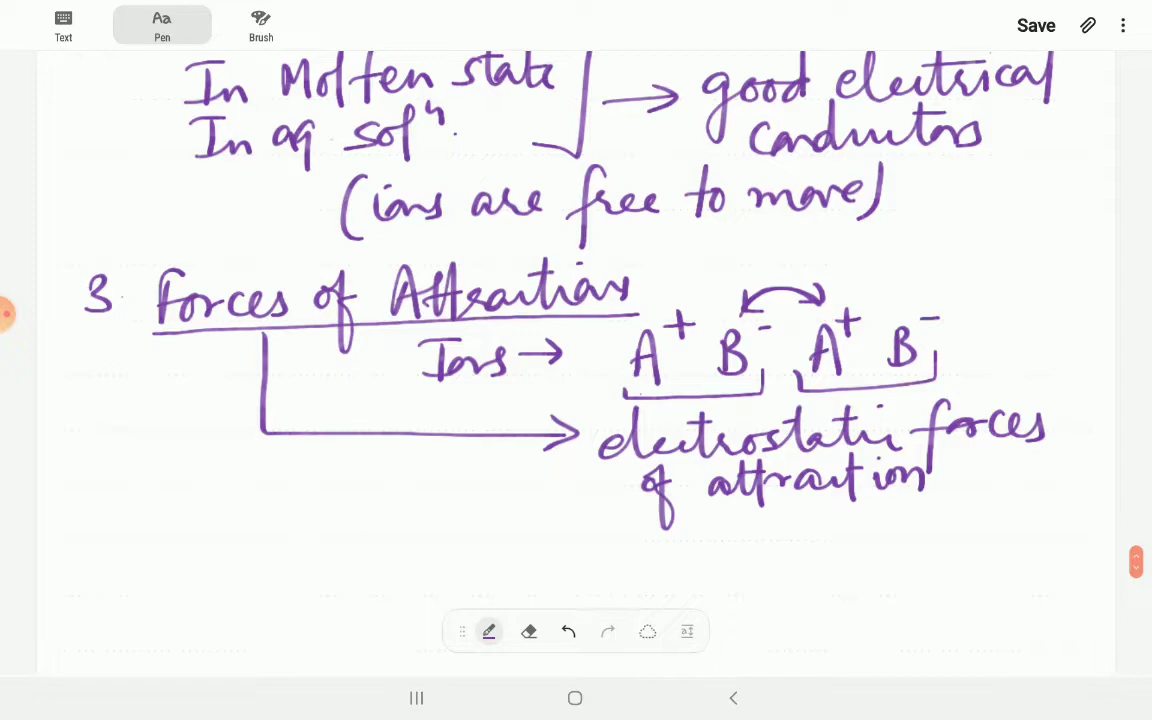 Aa
Text Pen Brush Save
In Molten state
In aq solⁿ.
→ good electrical
conductors
(ions are free to move)
3 Forces of Attraction
Ions → A⁺ B⁻ A⁺ B⁻
electrostatic forces
of attraction